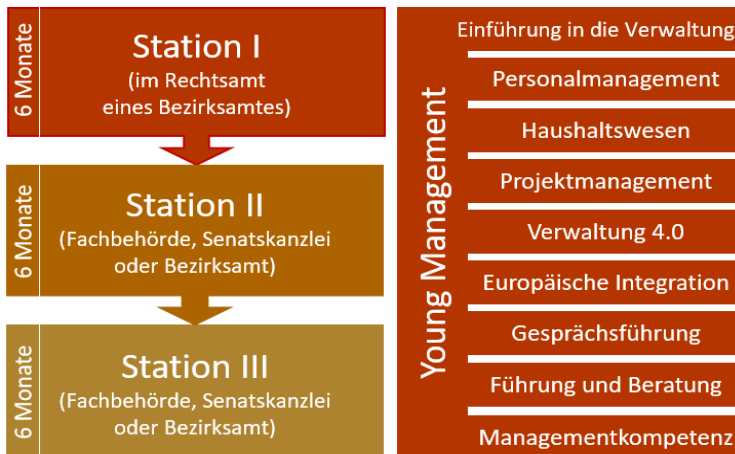 6 Monate
Station I
(im Rechtsamt
eines Bezirksamtes)
6 Monate
Station II
(Fachbehörde, Senatskanzlei
oder Bezirksamt)
6 Monate
Station III
(Fachbehörde, Senatskanzlei
oder Bezirksamt)
Young Management
Einführung in die Verwaltung
Personalmanagement
Haushaltswesen
Projektmanagement
Verwaltung 4.0
Europäische Integration
Gesprächsführung
Führung und Beratung
Managementkompetenz